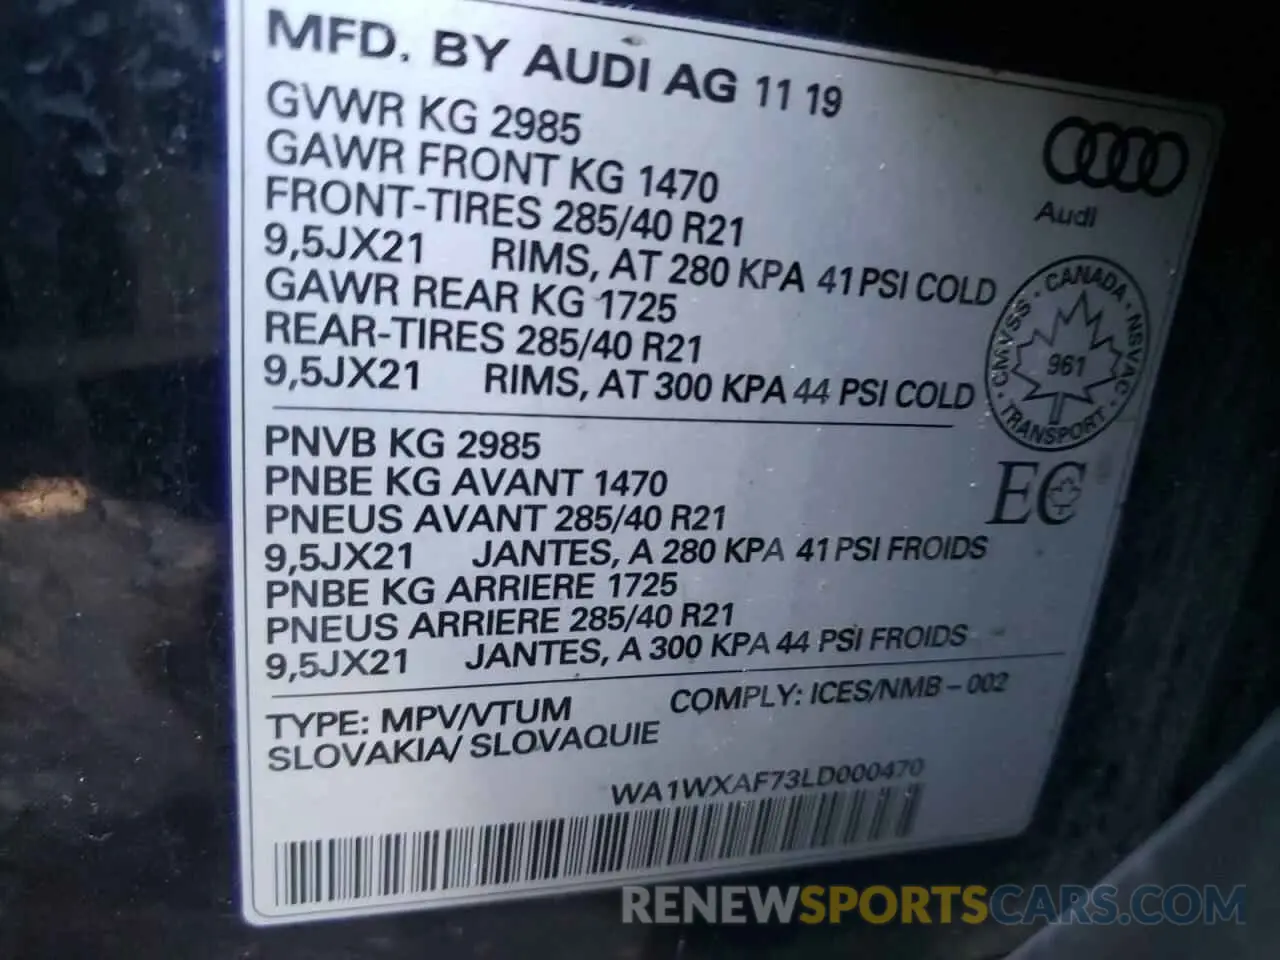 MFD. BY AUDI AG 11 19
GVWR KG 2985
GAWR FRONT KG 1470
FRONT-TIRES 285/40 R21
9,5JX21 RIMS, AT 280 KPA 41 PSI COLD
GAWR REAR KG 1725
REAR-TIRES 285/40 R21
9,5JX21 RIMS, AT 300 KPA 44 PSI COLD
Audi
CMVSS · CANADA · NSVAC · TRANSPORT ·
961
EC
PNVB KG 2985
PNBE KG AVANT 1470
PNEUS AVANT 285/40 R21
9,5JX21 JANTES, A 280 KPA 41 PSI FROIDS
PNBE KG ARRIERE 1725
PNEUS ARRIERE 285/40 R21
9,5JX21 JANTES, A 300 KPA 44 PSI FROIDS
TYPE: MPV/VTUM COMPLY: ICES/NMB - 002
SLOVAKIA/ SLOVAQUIE
WA1WXAF73LD000470
RENEWSPORTSCARS.COM